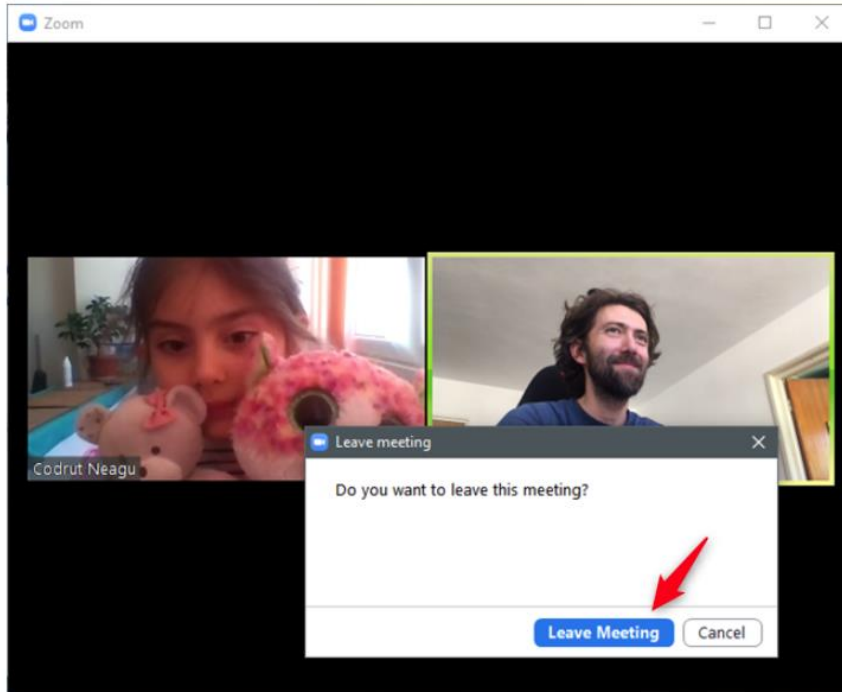 Zoom
Codrut Neagu
Leave meeting
Do you want to leave this meeting?
Leave Meeting
Cancel